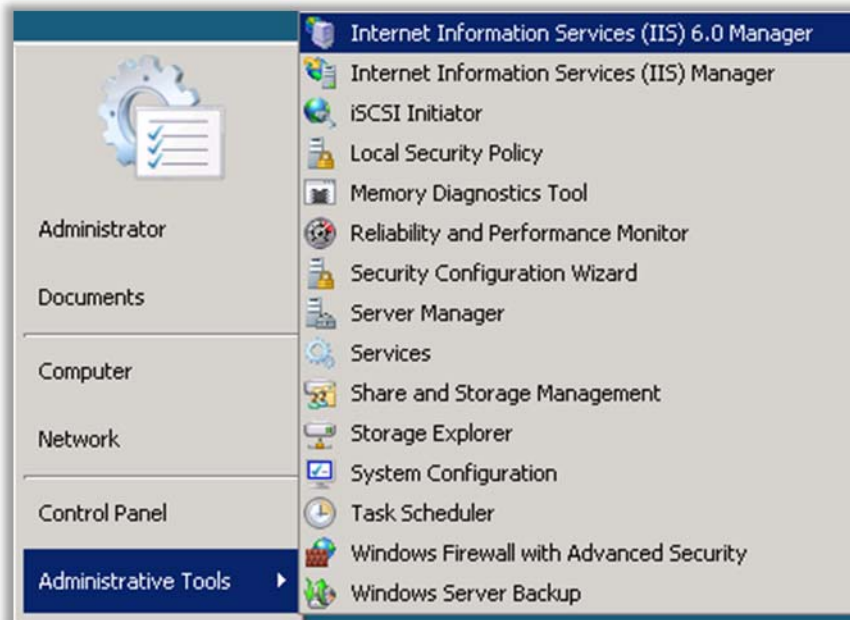 Administrator
Documents
Computer
Network
Control Panel
Administrative Tools
Internet Information Services (IIS) 6.0 Manager
Internet Information Services (IIS) Manager
iSCSI Initiator
Local Security Policy
Memory Diagnostics Tool
Reliability and Performance Monitor
Security Configuration Wizard
Server Manager
Services
Share and Storage Management
Storage Explorer
System Configuration
Task Scheduler
Windows Firewall with Advanced Security
Windows Server Backup